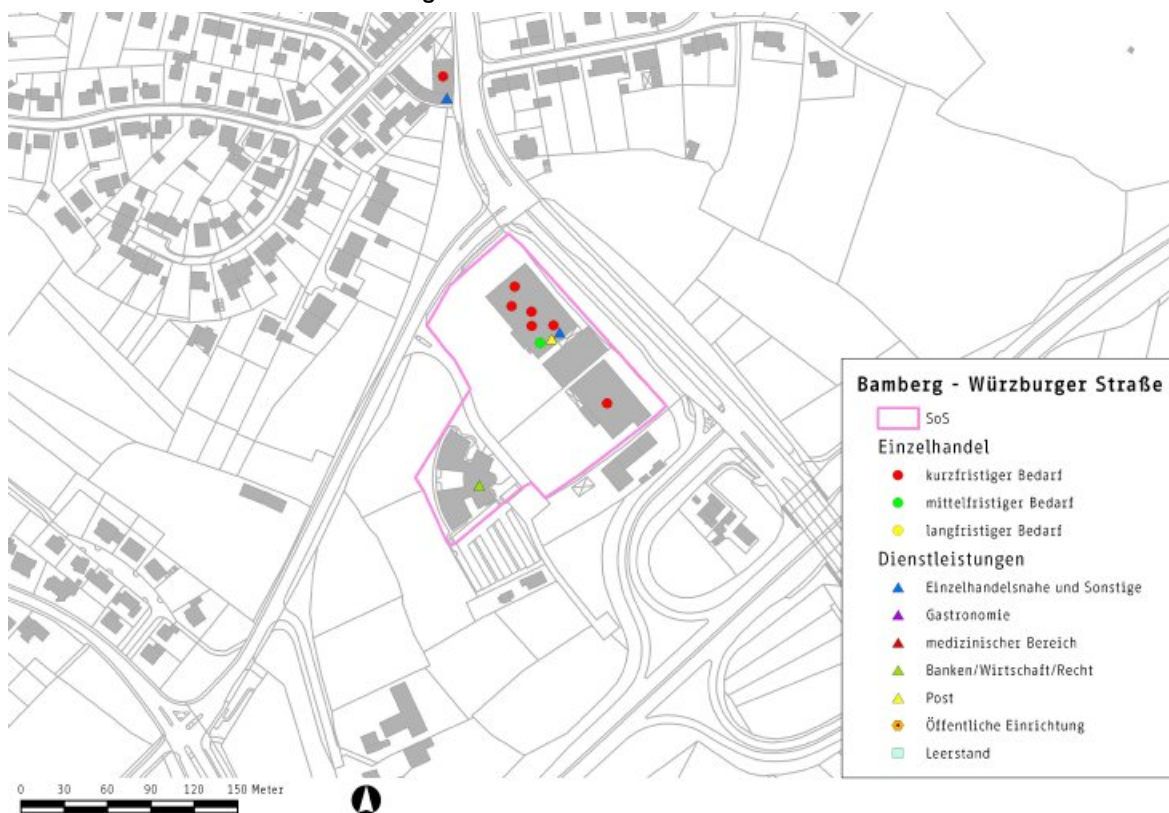 Bamberg - Würzburger Straße
SoS
Einzelhandel
kurzfristiger Bedarf
mittelfristiger Bedarf
langfristiger Bedarf
Dienstleistungen
Einzelhandelsnahe und Sonstige
Gastronomie
medizinischer Bereich
Banken/Wirtschaft/Recht
Post
Öffentliche Einrichtung
Leerstand
0 30 60 90 120 150 Meter